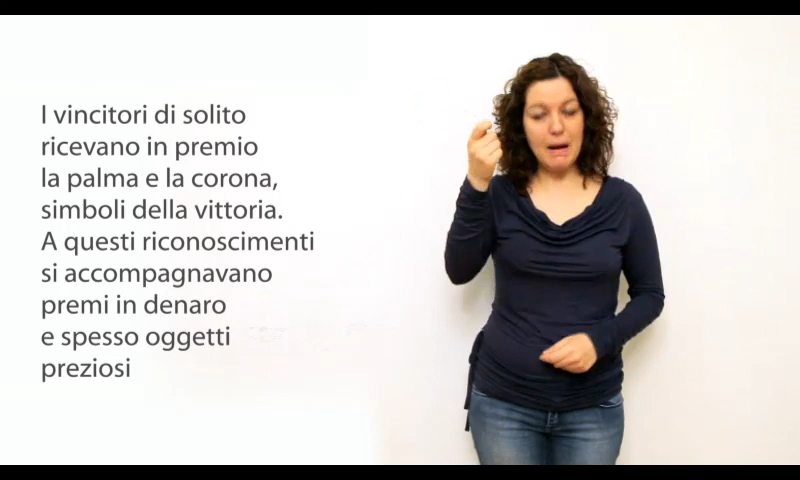 I vincitori di solito
ricevano in premio
la palma e la corona,
simboli della vittoria.
A questi riconoscimenti
si accompagnavano
premi in denaro
e spesso oggetti
preziosi